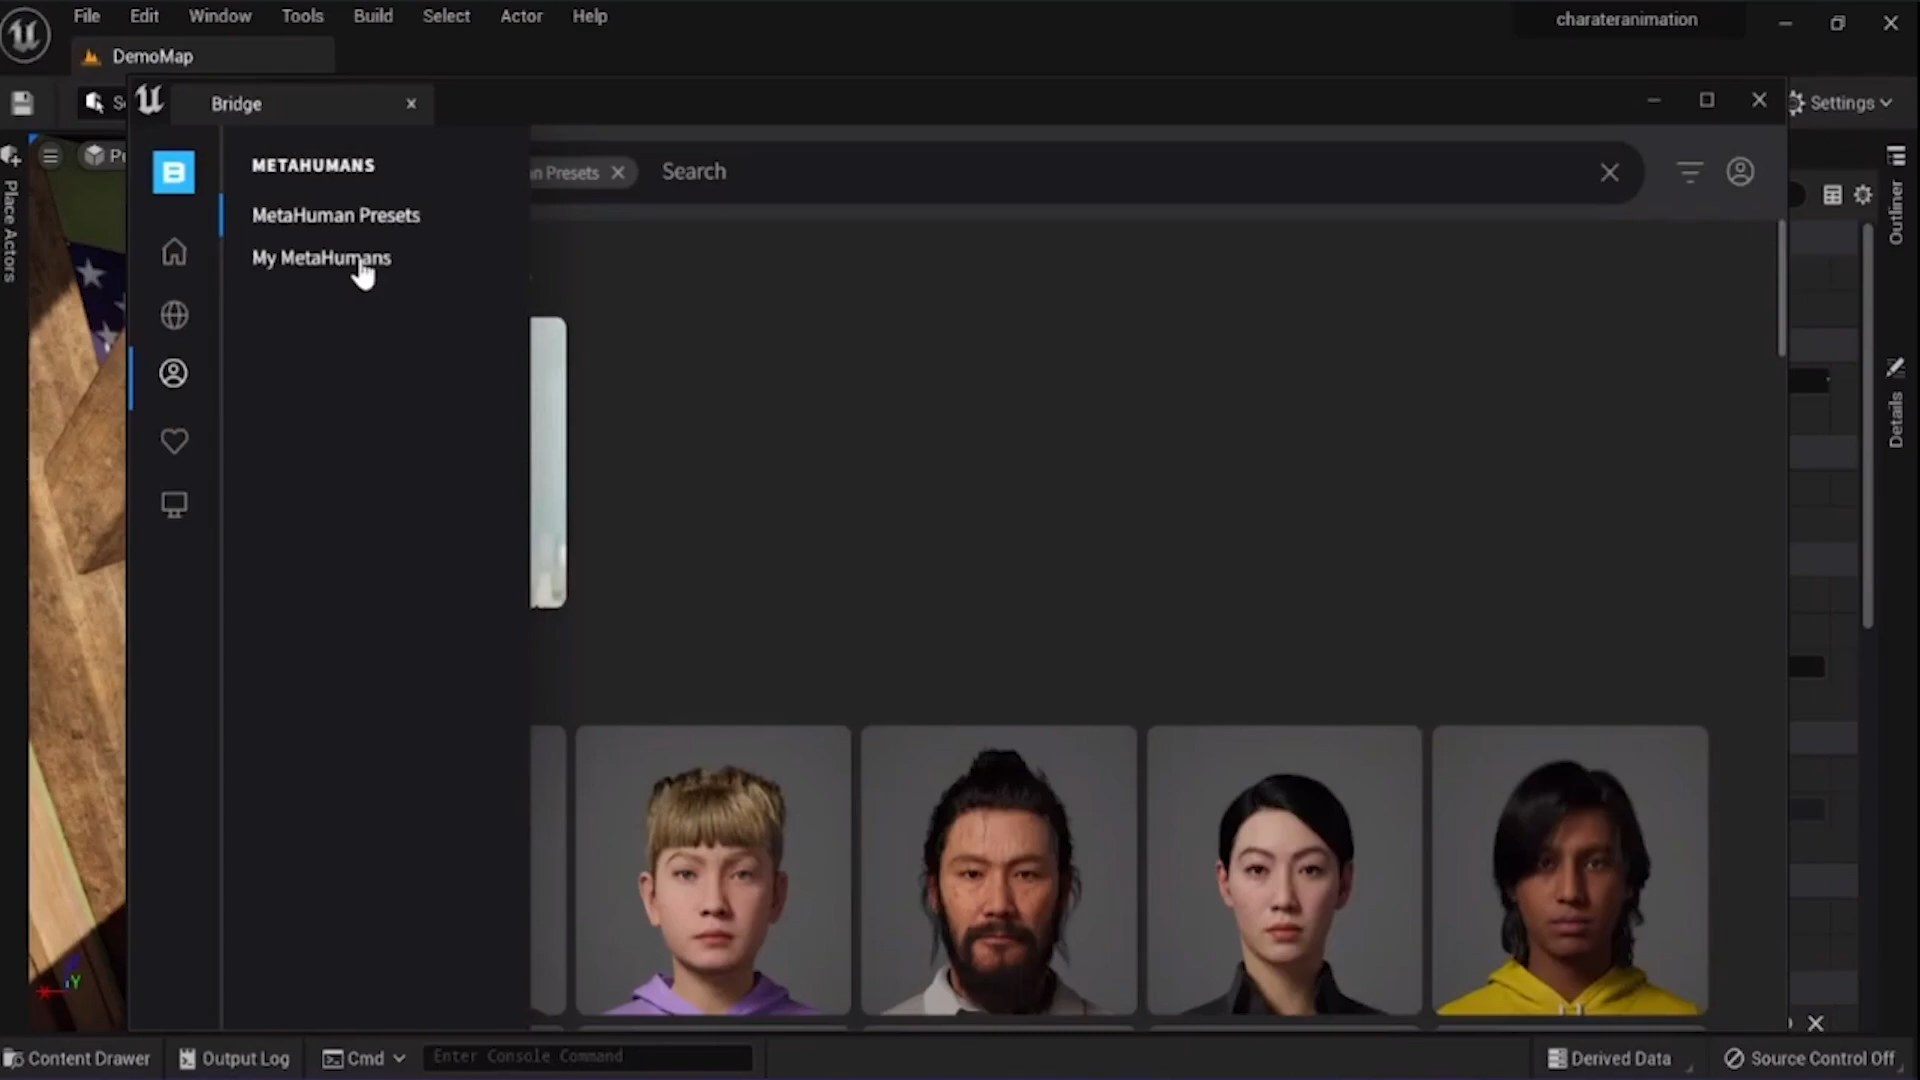 File Edit Window Tools Build Select Actor Help
charateranimation
DemoMap
Bridge
Settings
METAHUMANS
Presets
Search
MetaHuman Presets
My MetaHumans
Place Actors
Outliner
Details
Y
Content Drawer
Output Log
Cmd
Enter Console Command
Derived Data
Source Control Off